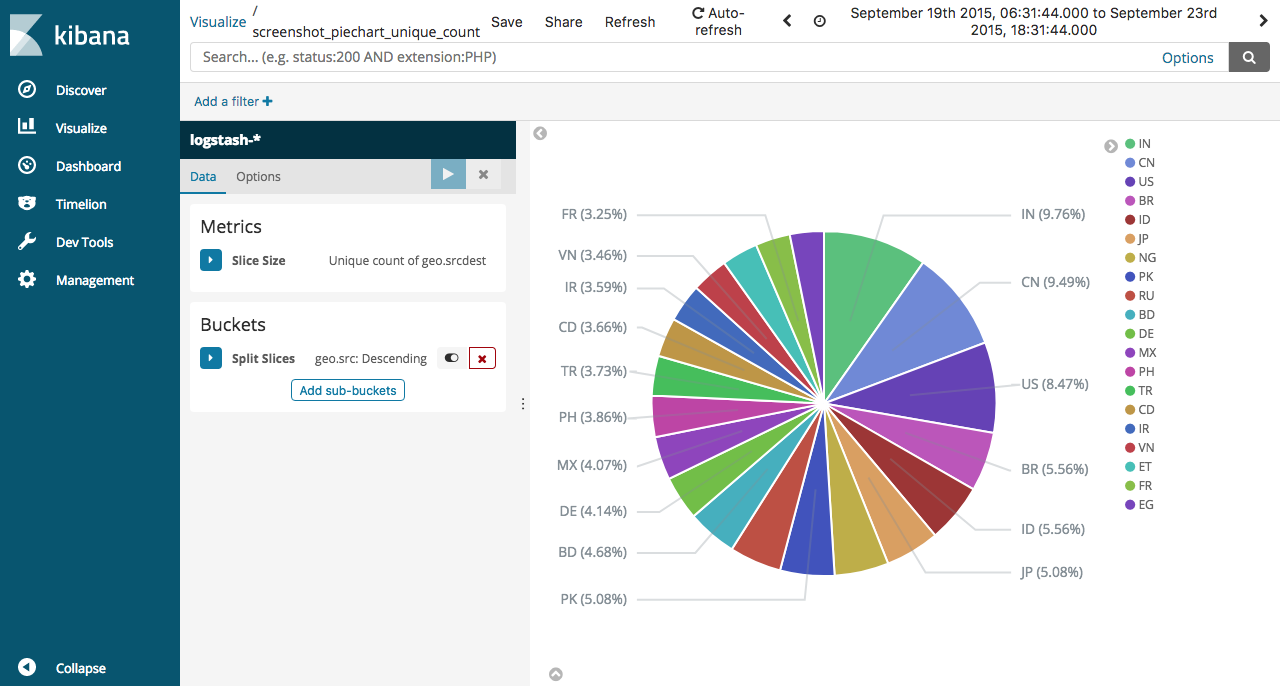 kibana
Discover
Visualize
Dashboard
Timelion
Dev Tools
Management
Collapse
Visualize / screenshot_piechart_unique_count
Save
Share
Refresh
Auto-refresh
September 19th 2015, 06:31:44.000 to September 23rd
2015, 18:31:44.000
Search... (e.g. status:200 AND extension:PHP)
Options
Add a filter
logstash-*
Data
Options
Metrics
Slice Size
Unique count of geo.srcdest
Buckets
Split Slices
geo.src: Descending
Add sub-buckets
FR (3.25%)
VN (3.46%)
IR (3.59%)
CD (3.66%)
TR (3.73%)
PH (3.86%)
MX (4.07%)
DE (4.14%)
BD (4.68%)
PK (5.08%)
IN (9.76%)
CN (9.49%)
US (8.47%)
BR (5.56%)
ID (5.56%)
JP (5.08%)
IN
CN
US
BR
ID
JP
NG
PK
RU
BD
DE
MX
PH
TR
CD
IR
VN
ET
FR
EG